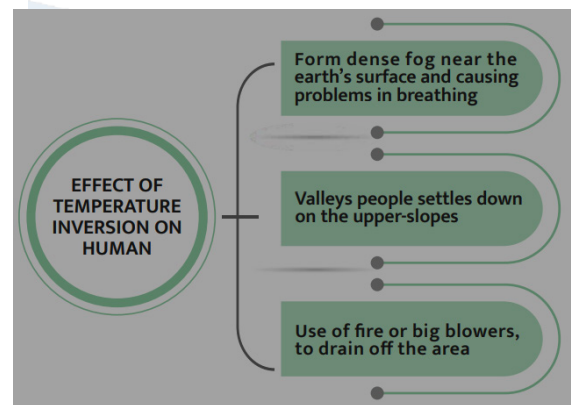 EFFECT OF
TEMPERATURE
INVERSION ON
HUMAN
Form dense fog near the
earth's surface and causing
problems in breathing
Valleys people settles down
on the upper-slopes
Use of fire or big blowers,
to drain off the area